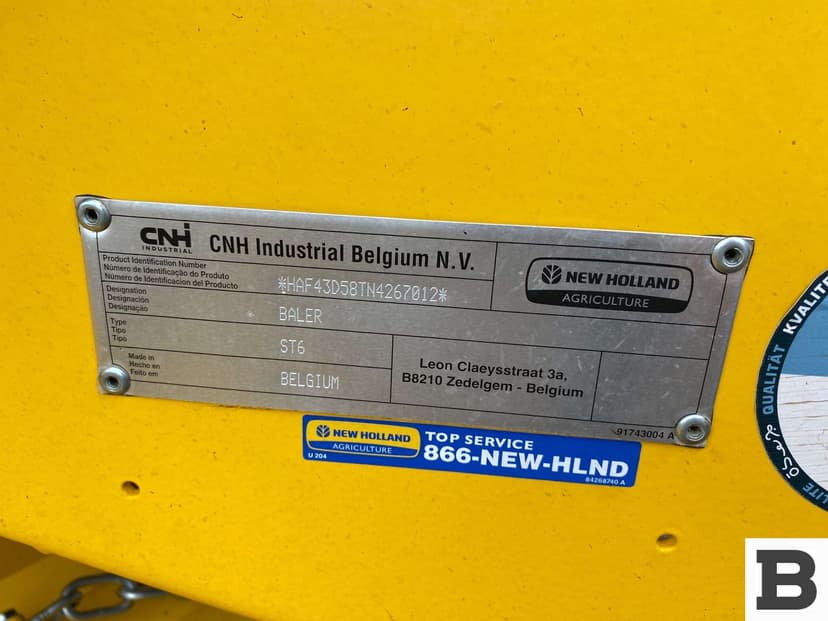 CNH
INDUSTRIAL
CNH Industrial Belgium N.V.
Product Identification Number
Número de Identificação do Produto
Número de Identificacion del Producto
*HAF43D58TN4267012*
NEW HOLLAND
AGRICULTURE
Designation
Designación
Designação
BALER
Type
Tipo
Tipo
ST6
Made in
Hecho en
Feito em
BELGIUM
Leon Claeysstraat 3a,
B8210 Zedelgem - Belgium
91743004 A
NEW HOLLAND
AGRICULTURE
U 204
TOP SERVICE
866-NEW-HLND
84268740 A
QUALITÄT
B